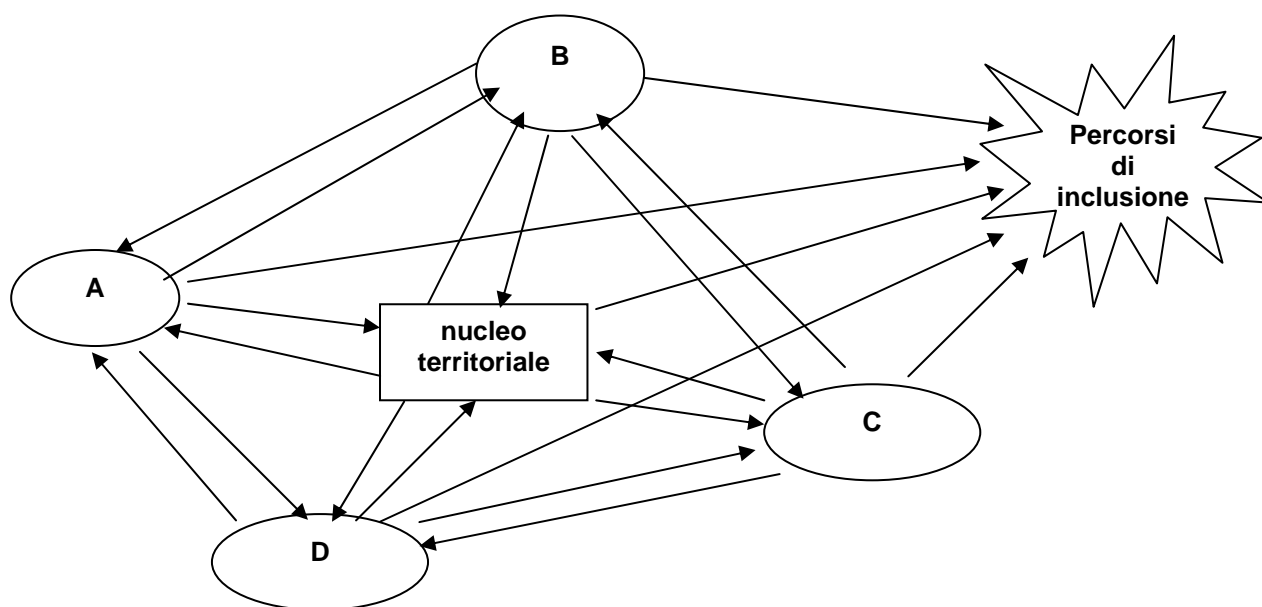 B
Percorsi
di
inclusione
A
nucleo
territoriale
C
D